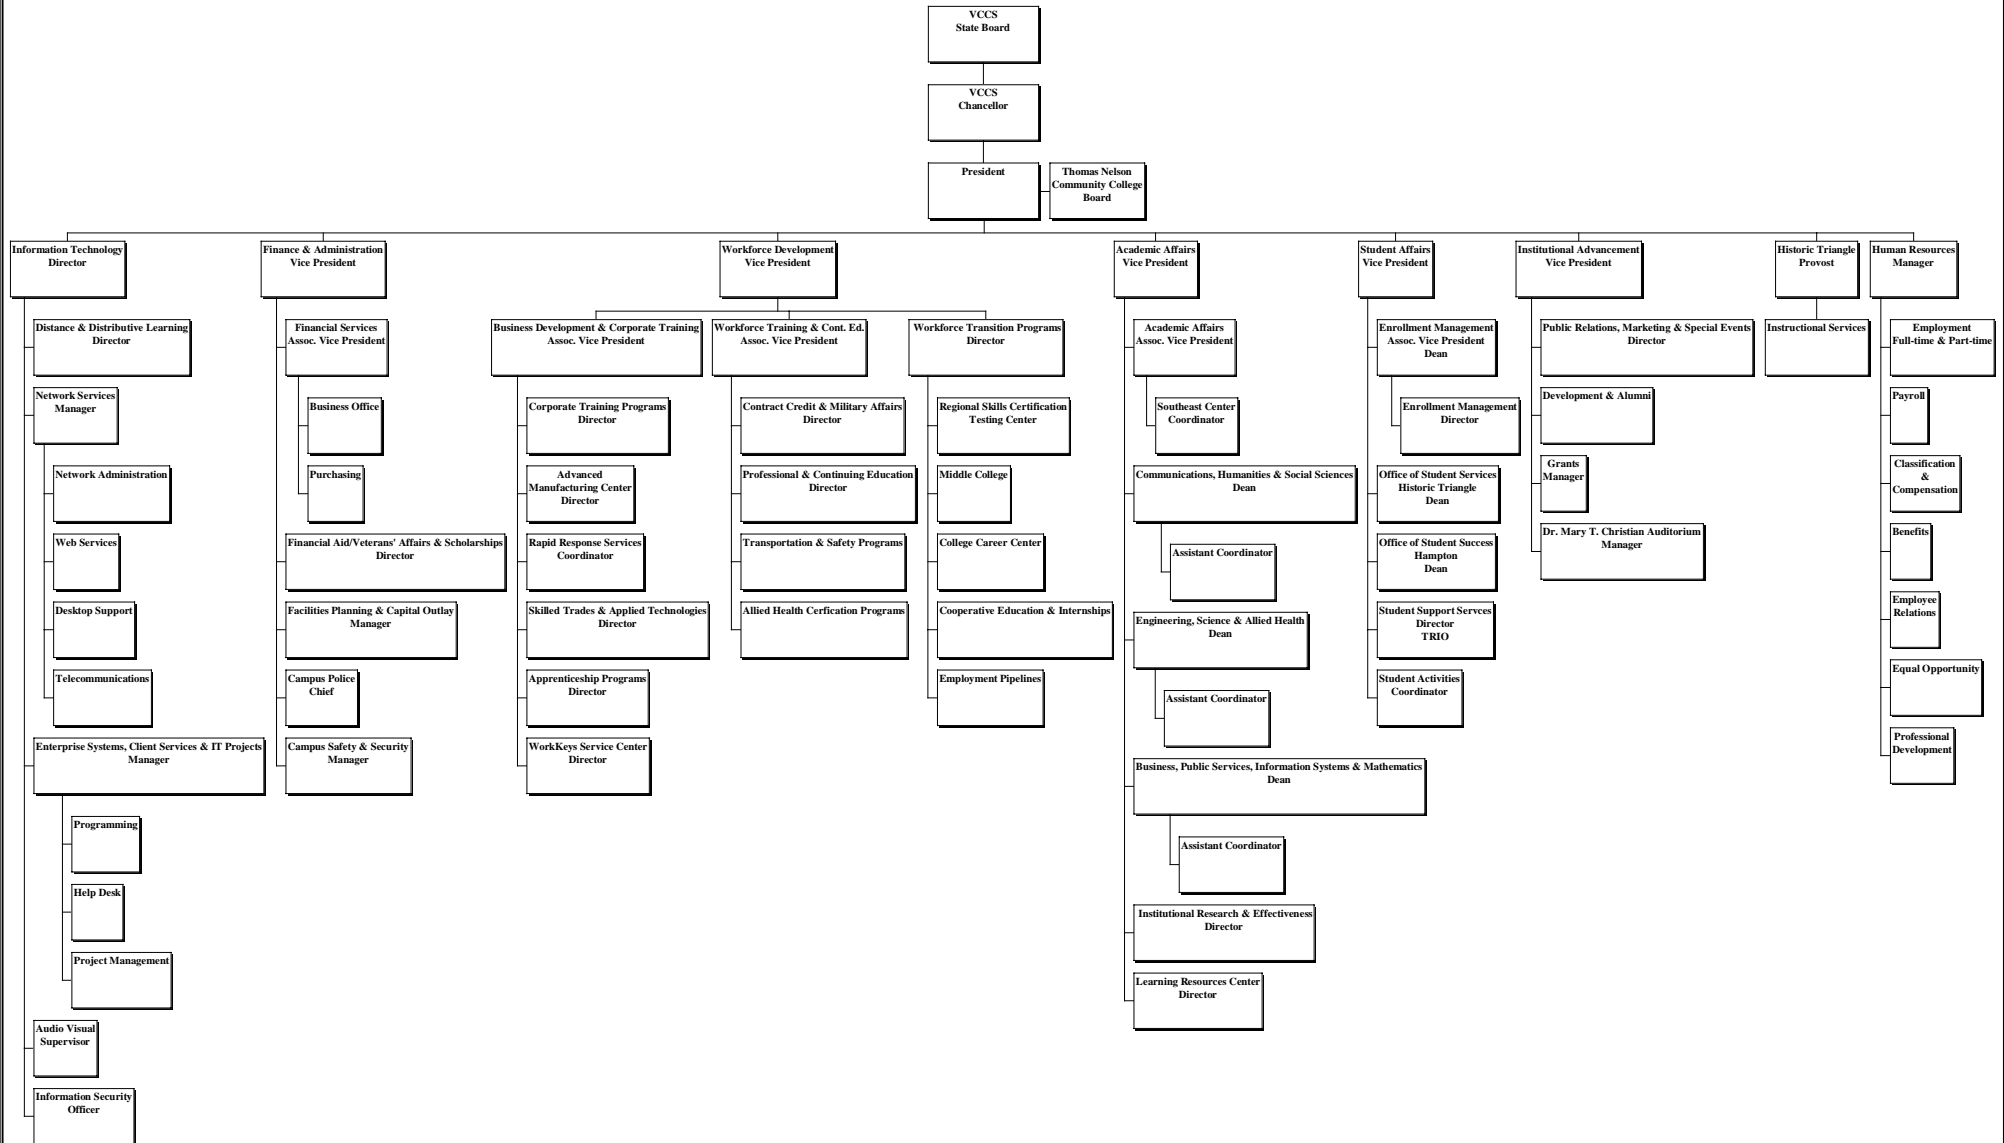 VCCS
State Board
VCCS
Chancellor
President
Thomas Nelson
Community College
Board
Information Technology
Director
Distance & Distributive Learning
Director
Network Services
Manager
Network Administration
Web Services
Desktop Support
Telecommunications
Enterprise Systems, Client Services & IT Projects
Manager
Programming
Help Desk
Project Management
Audio Visual
Supervisor
Information Security
Officer
Finance & Administration
Vice President
Financial Services
Assoc. Vice President
Business Office
Purchasing
Financial Aid/Veterans' Affairs & Scholarships
Director
Facilities Planning & Capital Outlay
Manager
Campus Police
Chief
Campus Safety & Security
Manager
Workforce Development
Vice President
Business Development & Corporate Training
Assoc. Vice President
Corporate Training Programs
Director
Advanced
Manufacturing Center
Director
Rapid Response Services
Coordinator
Skilled Trades & Applied Technologies
Director
Apprenticeship Programs
Director
WorkKeys Service Center
Director
Workforce Training & Cont. Ed.
Assoc. Vice President
Contract Credit & Military Affairs
Director
Professional & Continuing Education
Director
Transportation & Safety Programs
Allied Health Cerfication Programs
Workforce Transition Programs
Director
Regional Skills Certification
Testing Center
Middle College
College Career Center
Cooperative Education & Internships
Employment Pipelines
Academic Affairs
Vice President
Academic Affairs
Assoc. Vice President
Southeast Center
Coordinator
Communications, Humanities & Social Sciences
Dean
Assistant Coordinator
Engineering, Science & Allied Health
Dean
Assistant Coordinator
Business, Public Services, Information Systems & Mathematics
Dean
Assistant Coordinator
Institutional Research & Effectiveness
Director
Learning Resources Center
Director
Student Affairs
Vice President
Enrollment Management
Assoc. Vice President
Dean
Enrollment Management
Director
Office of Student Services
Historic Triangle
Dean
Office of Student Success
Hampton
Dean
Student Support Servces
Director
TRIO
Student Activities
Coordinator
Institutional Advancement
Vice President
Public Relations, Marketing & Special Events
Director
Development & Alumni
Grants
Manager
Dr. Mary T. Christian Auditorium
Manager
Historic Triangle
Provost
Instructional Services
Human Resources
Manager
Employment
Full-time & Part-time
Payroll
Classification
&
Compensation
Benefits
Employee
Relations
Equal Opportunity
Professional
Development